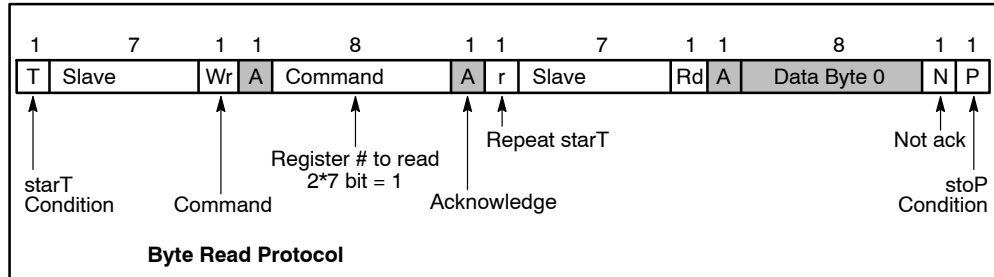 1 7 1 1 8 1 1 7 1 1 8 1 1
T Slave Wr A Command A r Slave Rd A Data Byte 0 N P
Repeat starT
Not ack
Register # to read
2*7 bit = 1
starT
Condition
Command
Acknowledge
stoP
Condition
Byte Read Protocol